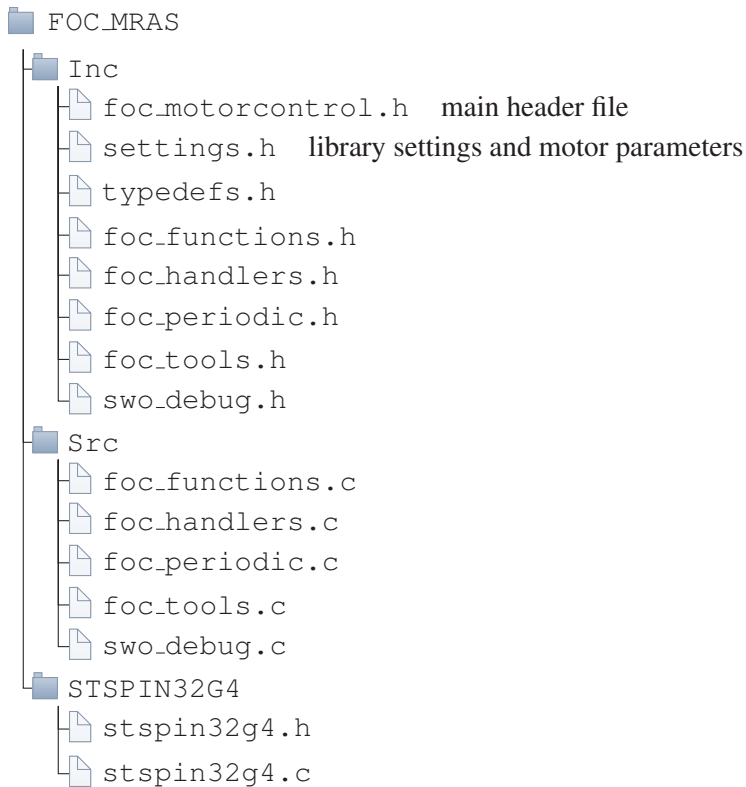 FOC_MRAS
Inc
foc_motorcontrol.h main header file
settings.h library settings and motor parameters
typedefs.h
foc_functions.h
foc_handlers.h
foc_periodic.h
foc_tools.h
swo_debug.h
Src
foc_functions.c
foc_handlers.c
foc_periodic.c
foc_tools.c
swo_debug.c
STSPIN32G4
stspin32g4.h
stspin32g4.c